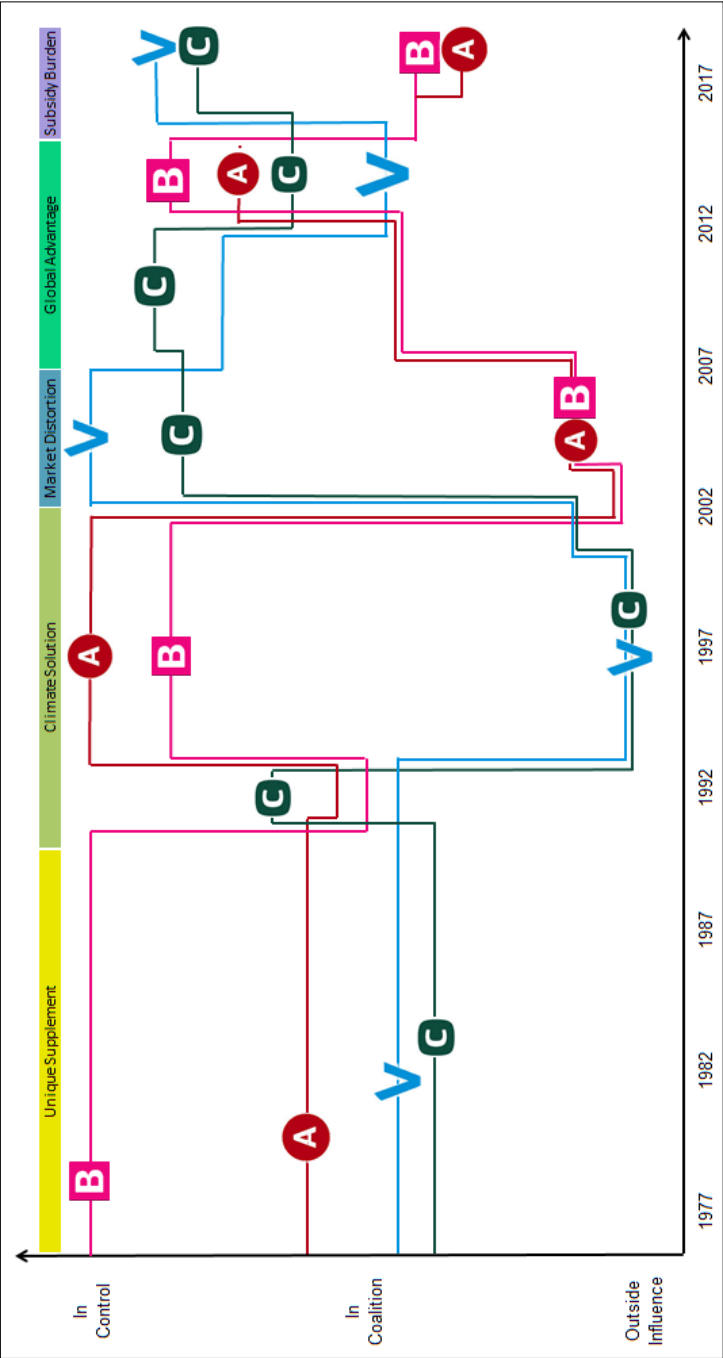 Unique Supplement
Climate Solution
Market Distortion
Global Advantage
Subsidy Burden
In
Control
In
Coalition
Outside
Influence
B
A
V
C
C
A
B
V
C
V
C
A
B
C
B
A
C
V
V
C
B
A
1977
1982
1987
1992
1997
2002
2007
2012
2017